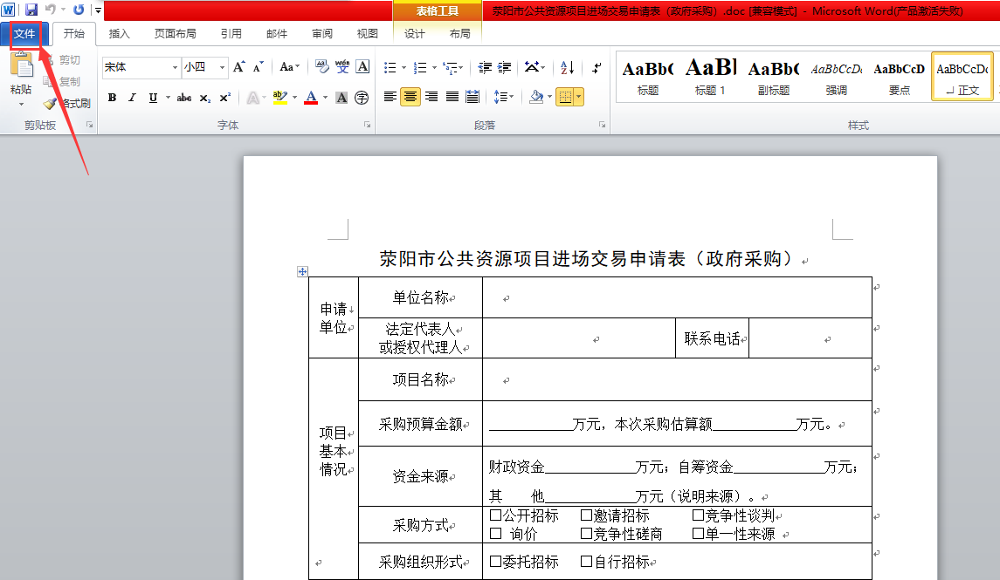 表格工具
荥阳市公共资源项目进场交易申请表（政府采购）.doc [兼容模式] - Microsoft Word(产品激活失败)
文件 开始 插入 页面布局 引用 邮件 审阅 视图 设计 布局
粘贴 剪切
复制
格式刷
宋体 小四 A A Aa wén 文 A
B I U abc x₂ x² A ab A A 字
AaBbC AaBl AaBbC AaBbCcDc AaBbCcD AaBbCcDc
标题 标题 1 副标题 强调 要点 正文
剪贴板 字体 段落 样式
荥阳市公共资源项目进场交易申请表（政府采购）
申请
单位
单位名称
法定代表人
或授权代理人
联系电话
项目
基本
情况
项目名称
采购预算金额
____________万元，本次采购估算额____________万元。
资金来源
财政资金_____________万元；自筹资金_____________万元；
其 他_____________万元（说明来源）。
采购方式
□公开招标 □邀请招标 □竞争性谈判
□ 询价 □竞争性磋商 □单一性来源
采购组织形式
□委托招标 □自行招标